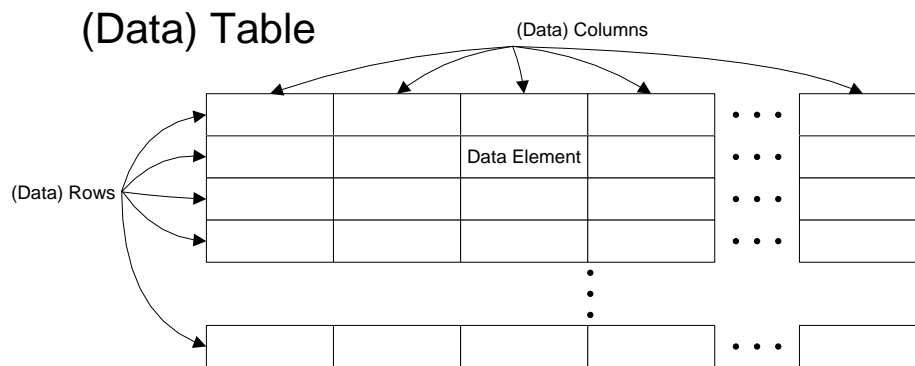 (Data) Table
(Data) Columns
Data Element
(Data) Rows